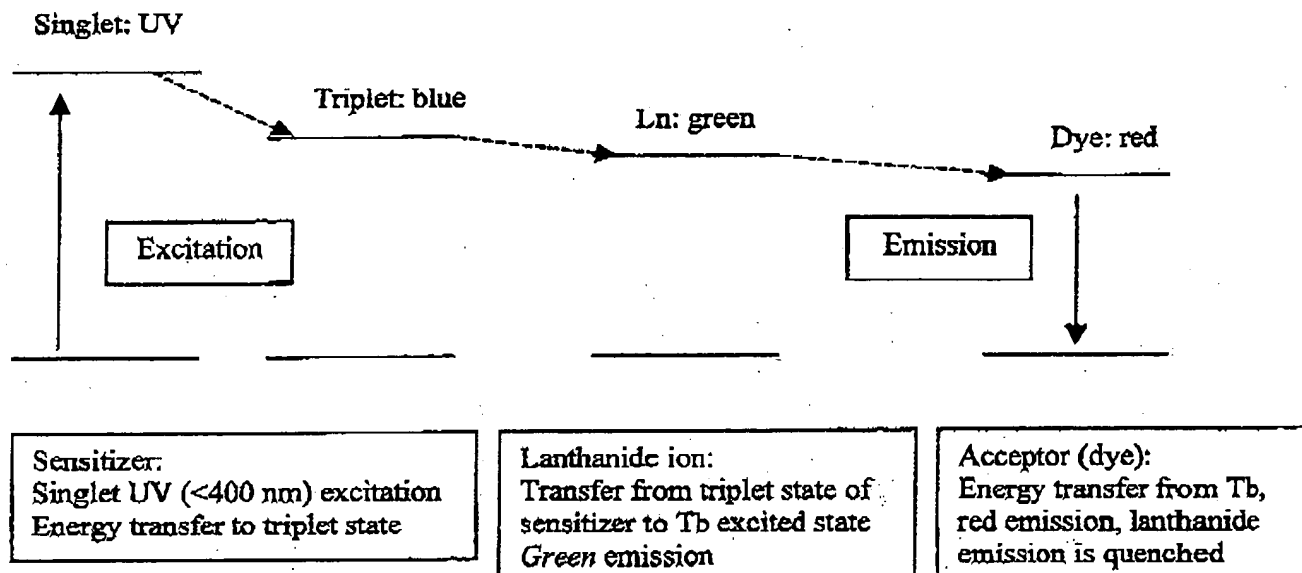 Singlet: UV
Triplet: blue
Ln: green
Dye: red
Excitation
Emission
Sensitizer:
Singlet UV (<400 nm) excitation
Energy transfer to triplet state
Lanthanide ion:
Transfer from triplet state of
sensitizer to Tb excited state
Green emission
Acceptor (dye):
Energy transfer from Tb,
red emission, lanthanide
emission is quenched